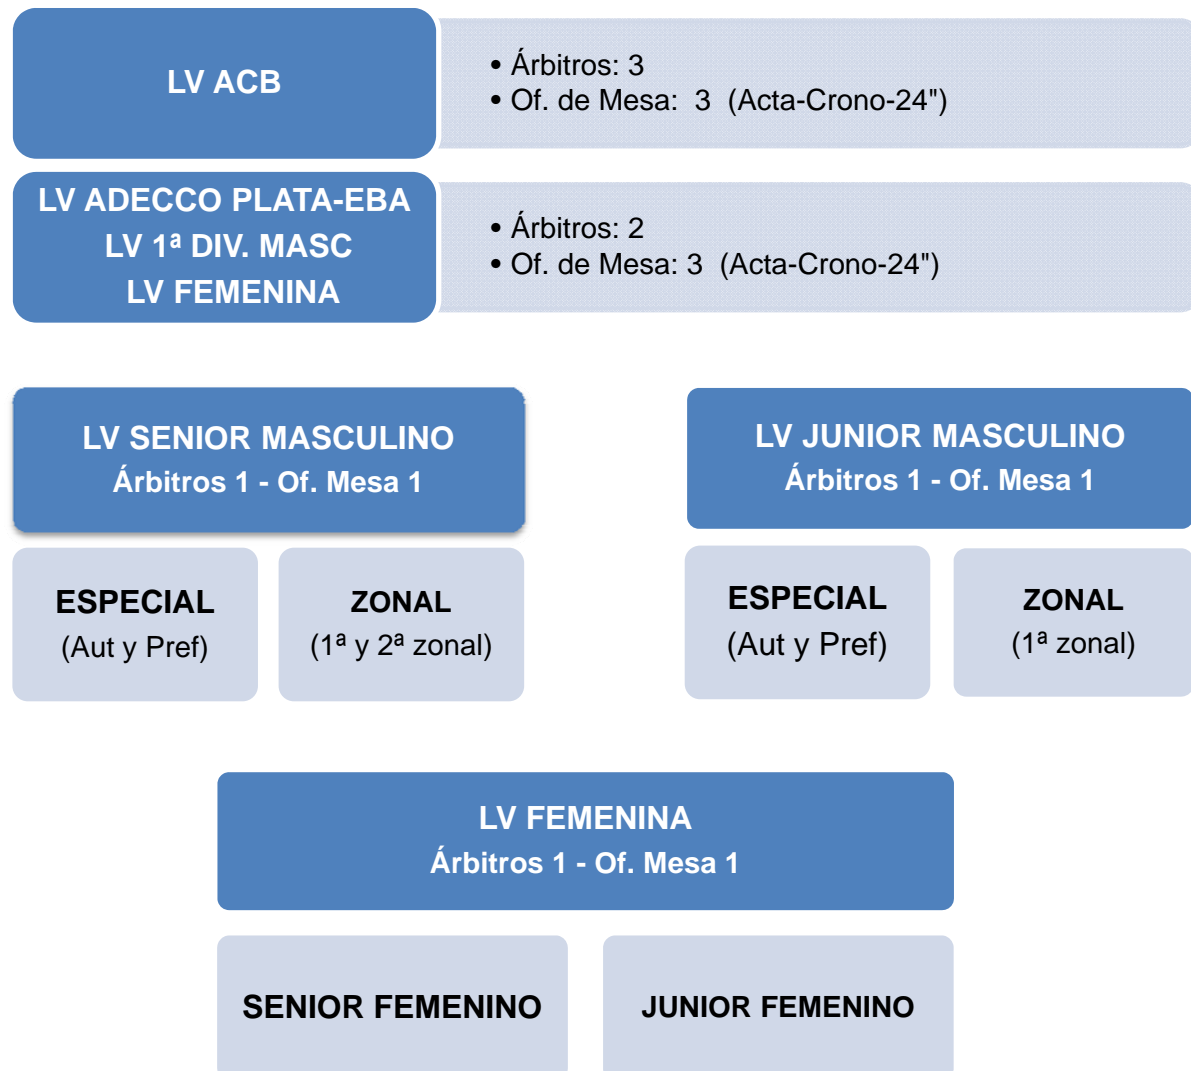 LV ACB
• Árbitros: 3
• Of. de Mesa: 3 (Acta-Crono-24")
LV ADECCO PLATA-EBA
LV 1ª DIV. MASC
LV FEMENINA
• Árbitros: 2
• Of. de Mesa: 3 (Acta-Crono-24")
LV SENIOR MASCULINO
Árbitros 1 - Of. Mesa 1
ESPECIAL
(Aut y Pref)
ZONAL
(1ª y 2ª zonal)
LV JUNIOR MASCULINO
Árbitros 1 - Of. Mesa 1
ESPECIAL
(Aut y Pref)
ZONAL
(1ª zonal)
LV FEMENINA
Árbitros 1 - Of. Mesa 1
SENIOR FEMENINO
JUNIOR FEMENINO